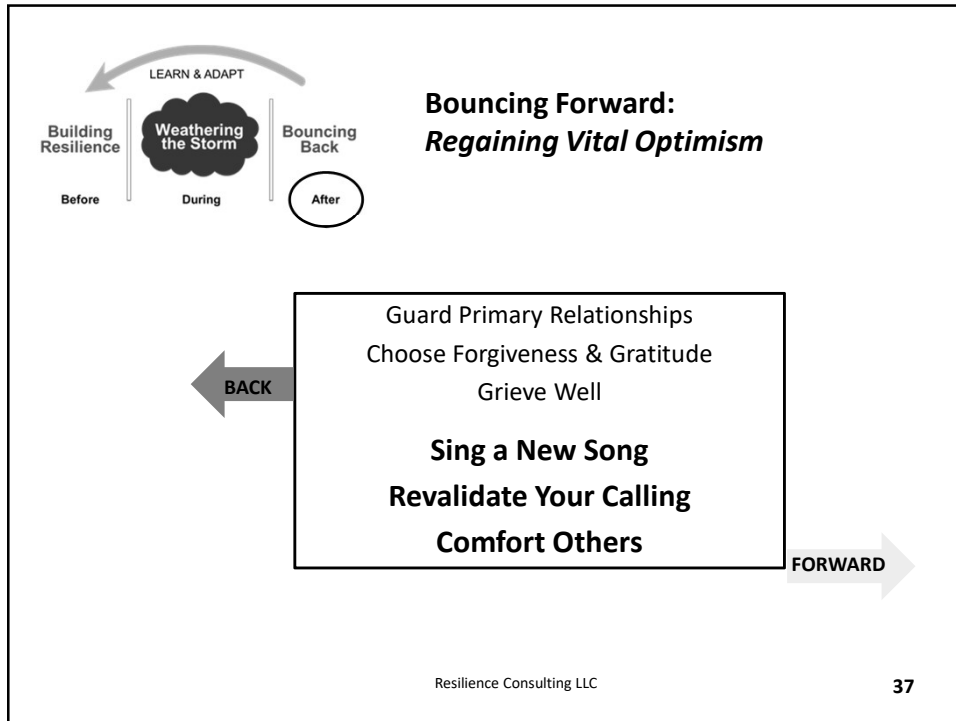 LEARN & ADAPT
Building
Resilience
Weathering
the Storm
Bouncing
Back
Before
During
After
Bouncing Forward:
Regaining Vital Optimism
Guard Primary Relationships
Choose Forgiveness & Gratitude
Grieve Well
BACK
Sing a New Song
Revalidate Your Calling
Comfort Others
FORWARD
Resilience Consulting LLC
37